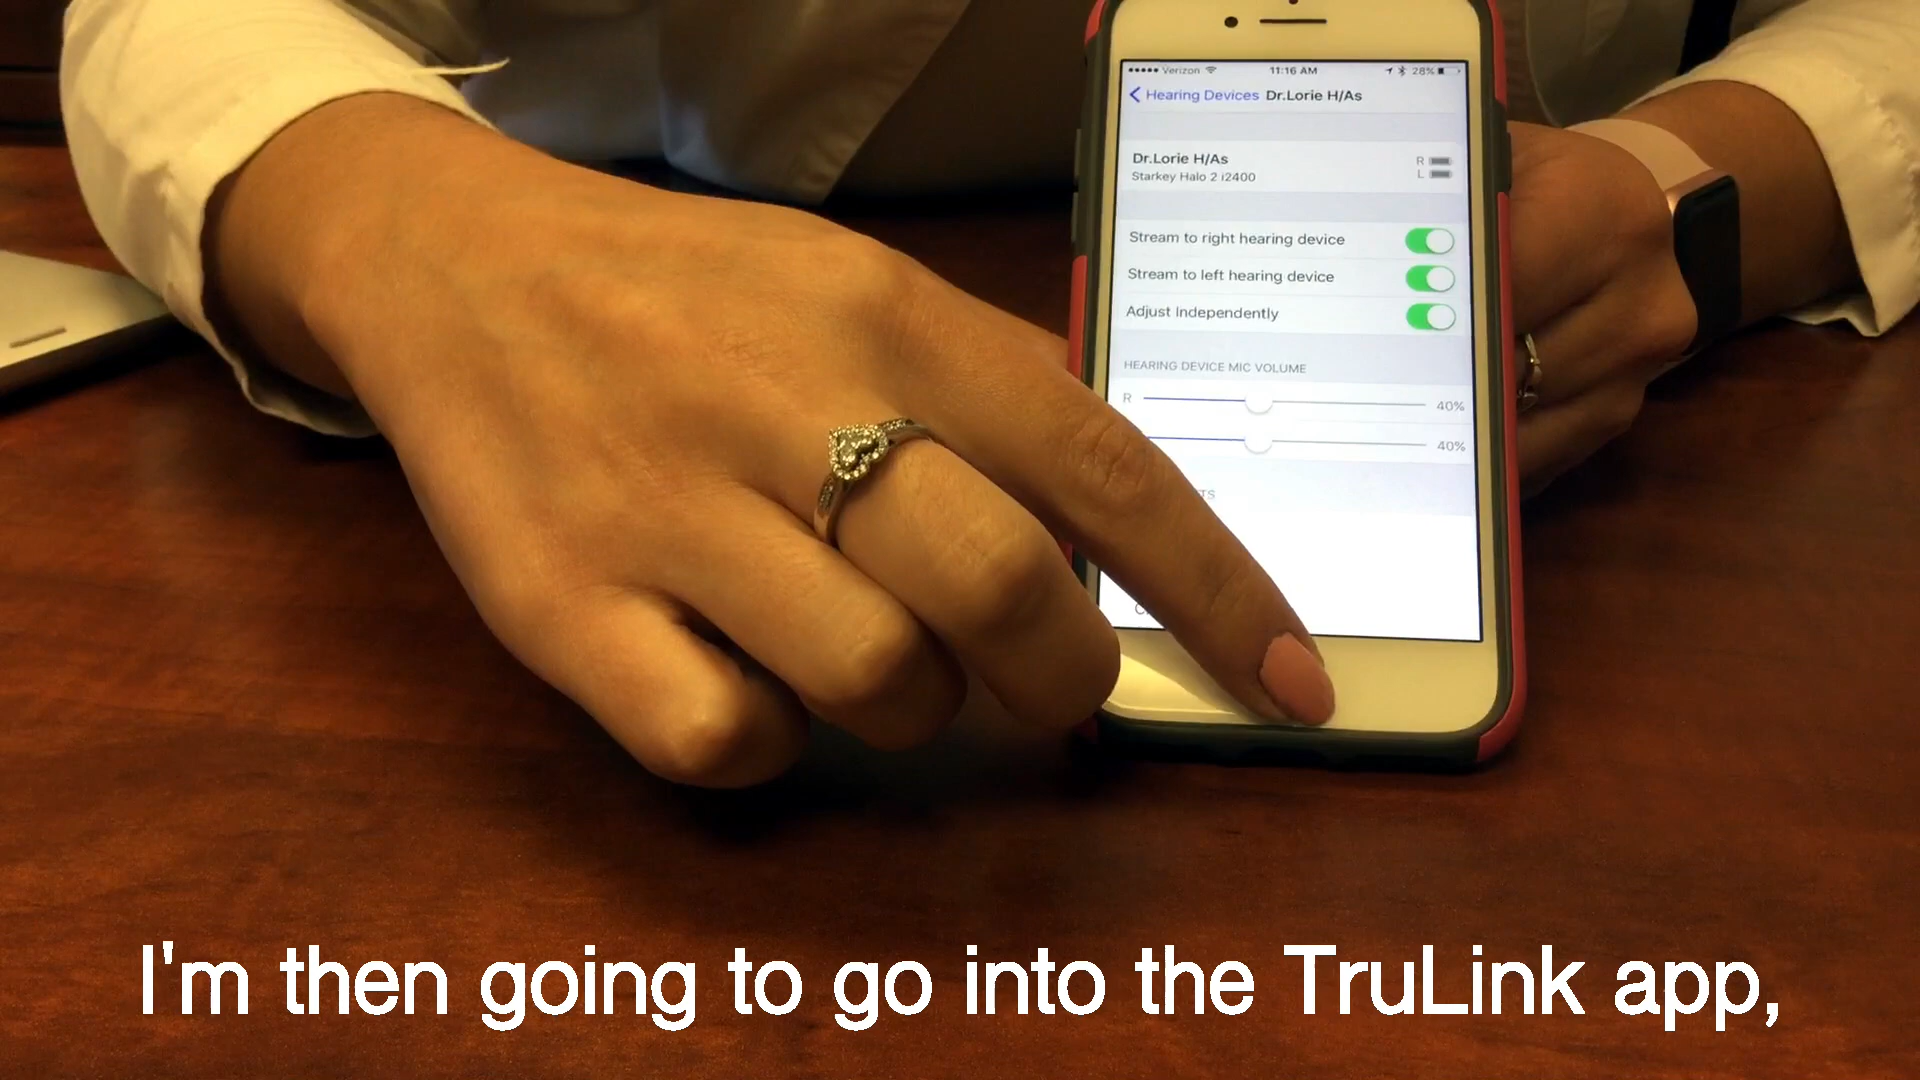 Verizon 11:16 AM 28%
Hearing Devices Dr.Lorie H/As
Dr.Lorie H/As R
Starkey Halo 2 i2400 L
Stream to right hearing device
Stream to left hearing device
Adjust Independently
HEARING DEVICE MIC VOLUME
R 40%
40%
I'm then going to go into the TruLink app,